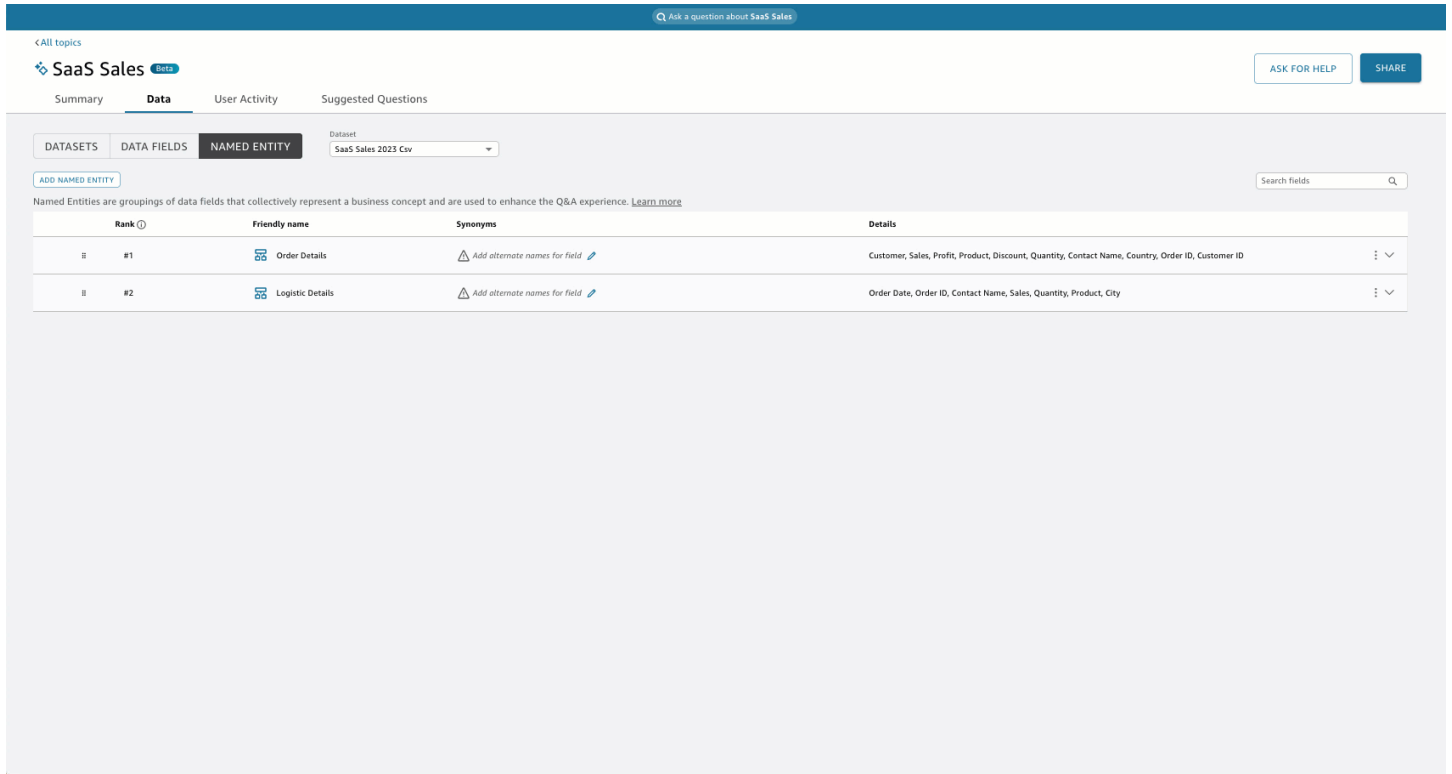 Ask a question about SaaS Sales
All topics
SaaS Sales Beta
ASK FOR HELP SHARE
Summary Data User Activity Suggested Questions
Dataset
DATASETS DATA FIELDS NAMED ENTITY SaaS Sales 2023 Csv
ADD NAMED ENTITY Search fields
Named Entities are groupings of data fields that collectively represent a business concept and are used to enhance the Q&A experience. Learn more
Rank Friendly name Synonyms Details
#1 Order Details Add alternate names for field Customer, Sales, Profit, Product, Discount, Quantity, Contact Name, Country, Order ID, Customer ID
#2 Logistic Details Add alternate names for field Order Date, Order ID, Contact Name, Sales, Quantity, Product, City